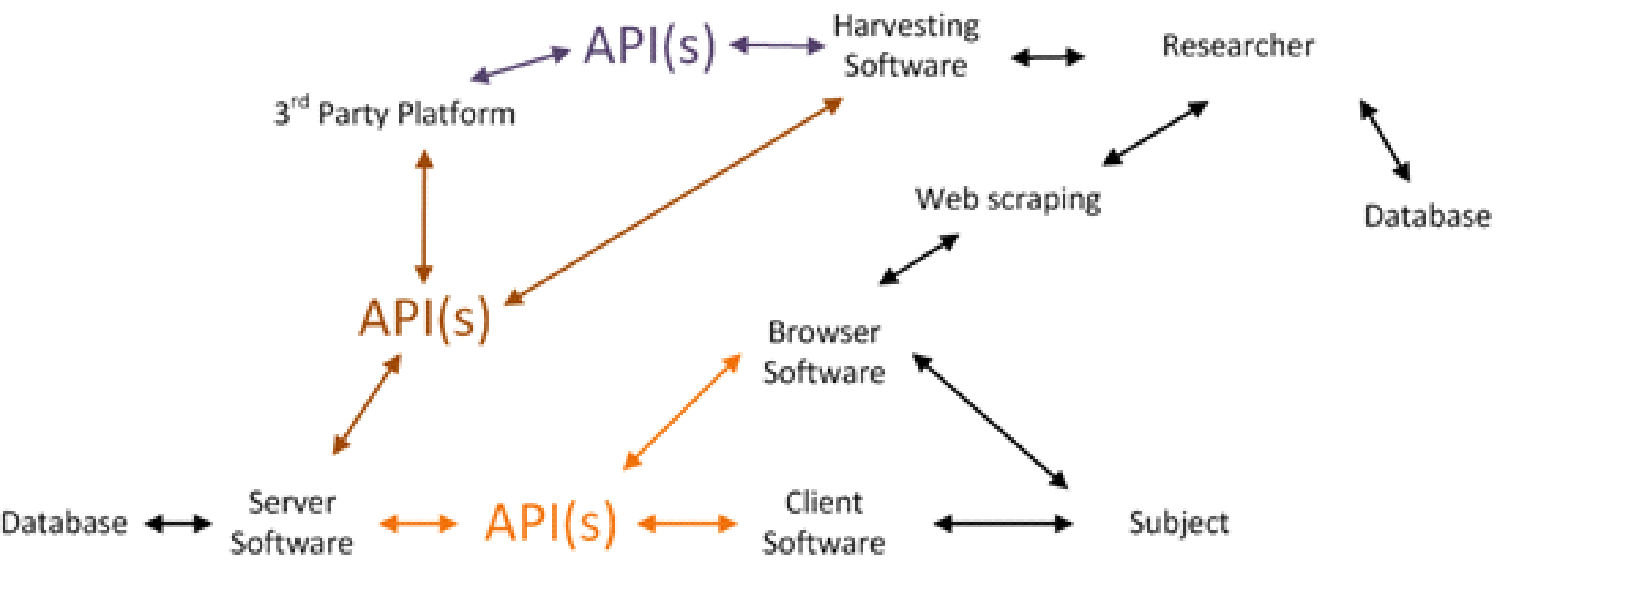 API(s)
Harvesting
Software
Researcher
3rd Party Platform
Web scraping
Database
API(s)
Browser
Software
Database
Server
Software
API(s)
Client
Software
Subject